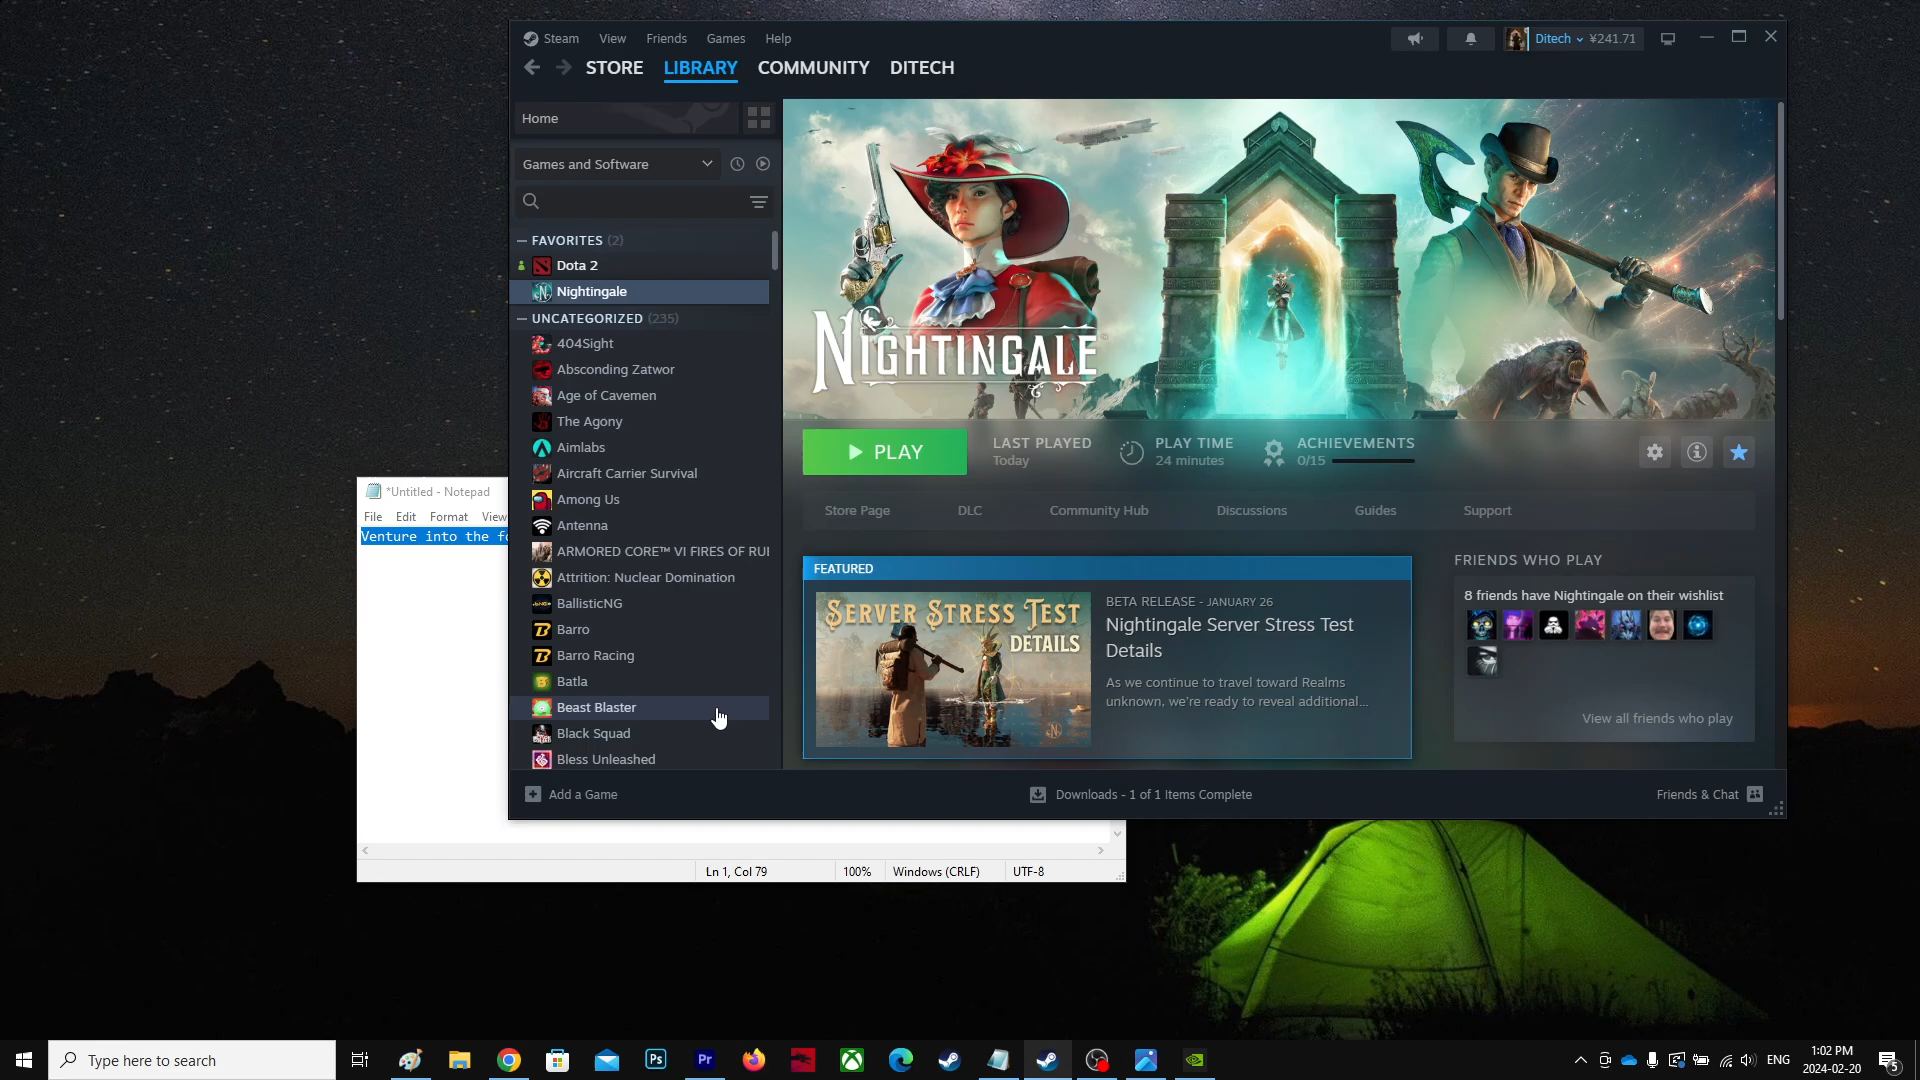 Steam View Friends Games Help
Ditech ¥241.71
STORE LIBRARY COMMUNITY DITECH
Home
Games and Software
FAVORITES (2)
Dota 2
Nightingale
UNCATEGORIZED (235)
404Sight
Absconding Zatwor
Age of Cavemen
The Agony
Aimlabs
Aircraft Carrier Survival
Among Us
Antenna
ARMORED CORE™ VI FIRES OF RUI
Attrition: Nuclear Domination
BallisticNG
Barro
Barro Racing
Batla
Beast Blaster
Black Squad
Bless Unleashed
NIGHTINGALE
PLAY
LAST PLAYED
Today
PLAY TIME
24 minutes
ACHIEVEMENTS
0/15
Store Page DLC Community Hub Discussions Guides Support
FEATURED
SERVER STRESS TEST
DETAILS
BETA RELEASE - JANUARY 26
Nightingale Server Stress Test
Details
As we continue to travel toward Realms
unknown, we're ready to reveal additional...
FRIENDS WHO PLAY
8 friends have Nightingale on their wishlist
View all friends who play
Add a Game
Downloads - 1 of 1 Items Complete
Friends & Chat
*Untitled - Notepad
File Edit Format View
Venture into the fo
Ln 1, Col 79 100% Windows (CRLF) UTF-8
Type here to search
Ps
Pr
ENG
1:02 PM
2024-02-20
5